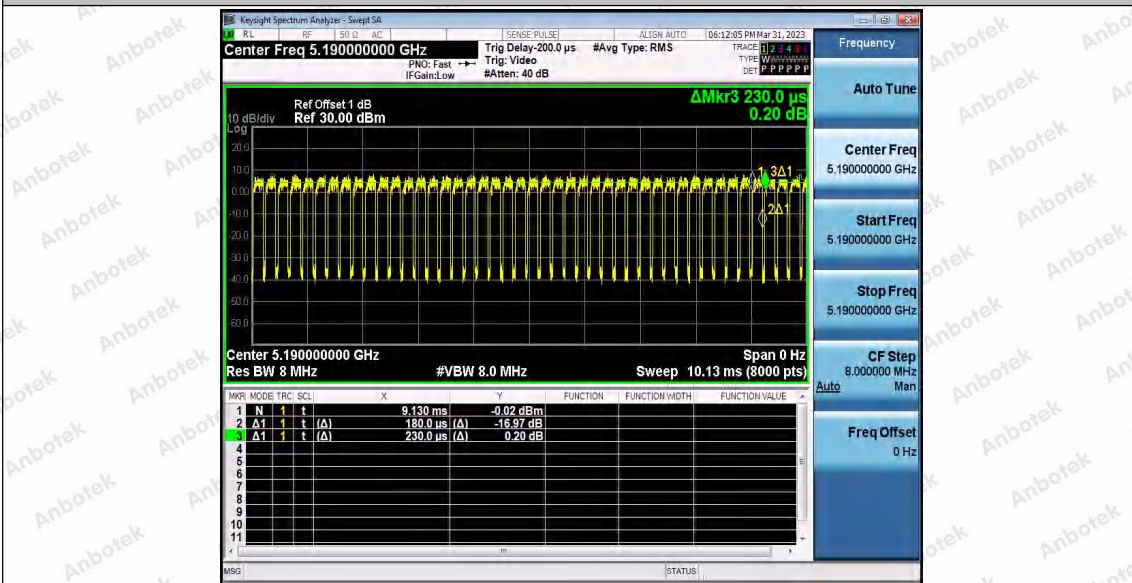 Keysight Spectrum Analyzer - Swept SA
RL RF 50 Ω AC SENSE:PULSE ALIGN AUTO 06:12:05 PM Mar 31, 2023
Center Freq 5.190000000 GHz Trig Delay-200.0 µs #Avg Type: RMS TRACE 1 2 3 4 5 6
PNO: Fast Trig: Video TYPE WWWWWW
IFGain:Low #Atten: 40 dB DET P P P P P P
ΔMkr3 230.0 µs
0.20 dB
Ref Offset 1 dB
10 dB/div Ref 30.00 dBm
Log
20.0
10.0
0.00
-10.0
-20.0
-30.0
-40.0
-50.0
-60.0
1 3Δ1
2Δ1
Center 5.190000000 GHz Span 0 Hz
Res BW 8 MHz #VBW 8.0 MHz Sweep 10.13 ms (8000 pts)
MKR MODE TRC SCL X Y FUNCTION FUNCTION WIDTH FUNCTION VALUE
1 N 1 t 9.130 ms -0.02 dBm
2 Δ1 1 t (Δ) 180.0 µs (Δ) -16.97 dB
3 Δ1 1 t (Δ) 230.0 µs (Δ) 0.20 dB
4
5
6
7
8
9
10
11
MSG STATUS
Frequency
Auto Tune
Center Freq
5.190000000 GHz
Start Freq
5.190000000 GHz
Stop Freq
5.190000000 GHz
CF Step
8.000000 MHz
Auto Man
Freq Offset
0 Hz
Anbotek